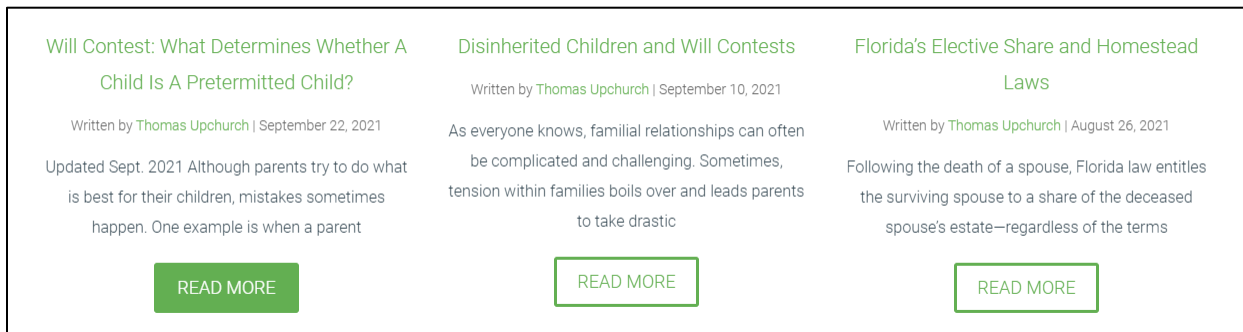 Will Contest: What Determines Whether A
Child Is A Pretermitted Child?
Written by Thomas Upchurch | September 22, 2021
Updated Sept. 2021 Although parents try to do what
is best for their children, mistakes sometimes
happen. One example is when a parent
READ MORE
Disinherited Children and Will Contests
Written by Thomas Upchurch | September 10, 2021
As everyone knows, familial relationships can often
be complicated and challenging. Sometimes,
tension within families boils over and leads parents
to take drastic
READ MORE
Florida’s Elective Share and Homestead
Laws
Written by Thomas Upchurch | August 26, 2021
Following the death of a spouse, Florida law entitles
the surviving spouse to a share of the deceased
spouse’s estate—regardless of the terms
READ MORE